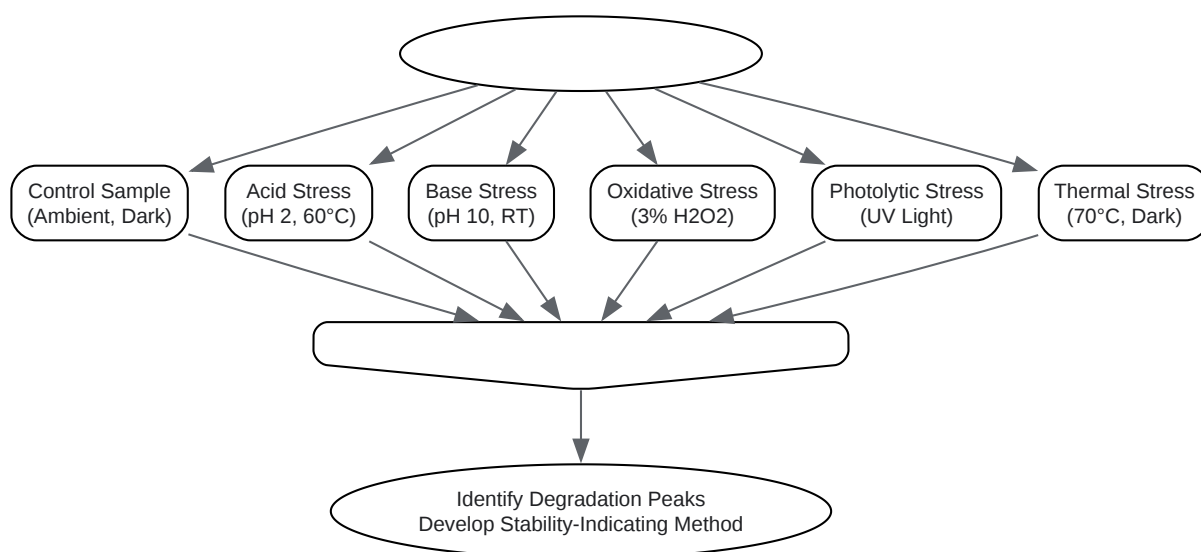 Control Sample
(Ambient, Dark)
Acid Stress
(pH 2, 60°C)
Base Stress
(pH 10, RT)
Oxidative Stress
(3% H2O2)
Photolytic Stress
(UV Light)
Thermal Stress
(70°C, Dark)
Identify Degradation Peaks
Develop Stability-Indicating Method